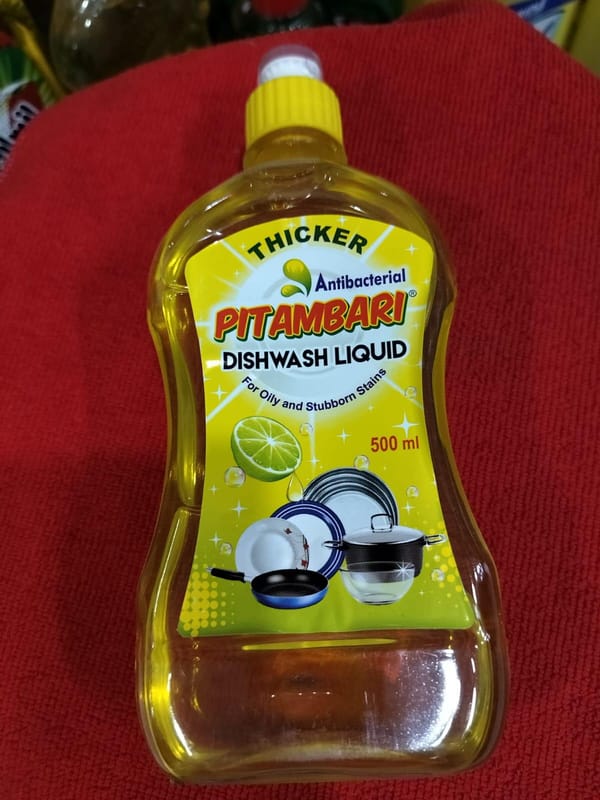 THICKER
Antibacterial
PITAMBARI®
DISHWASH LIQUID
For Oily and Stubborn Stains
500 ml